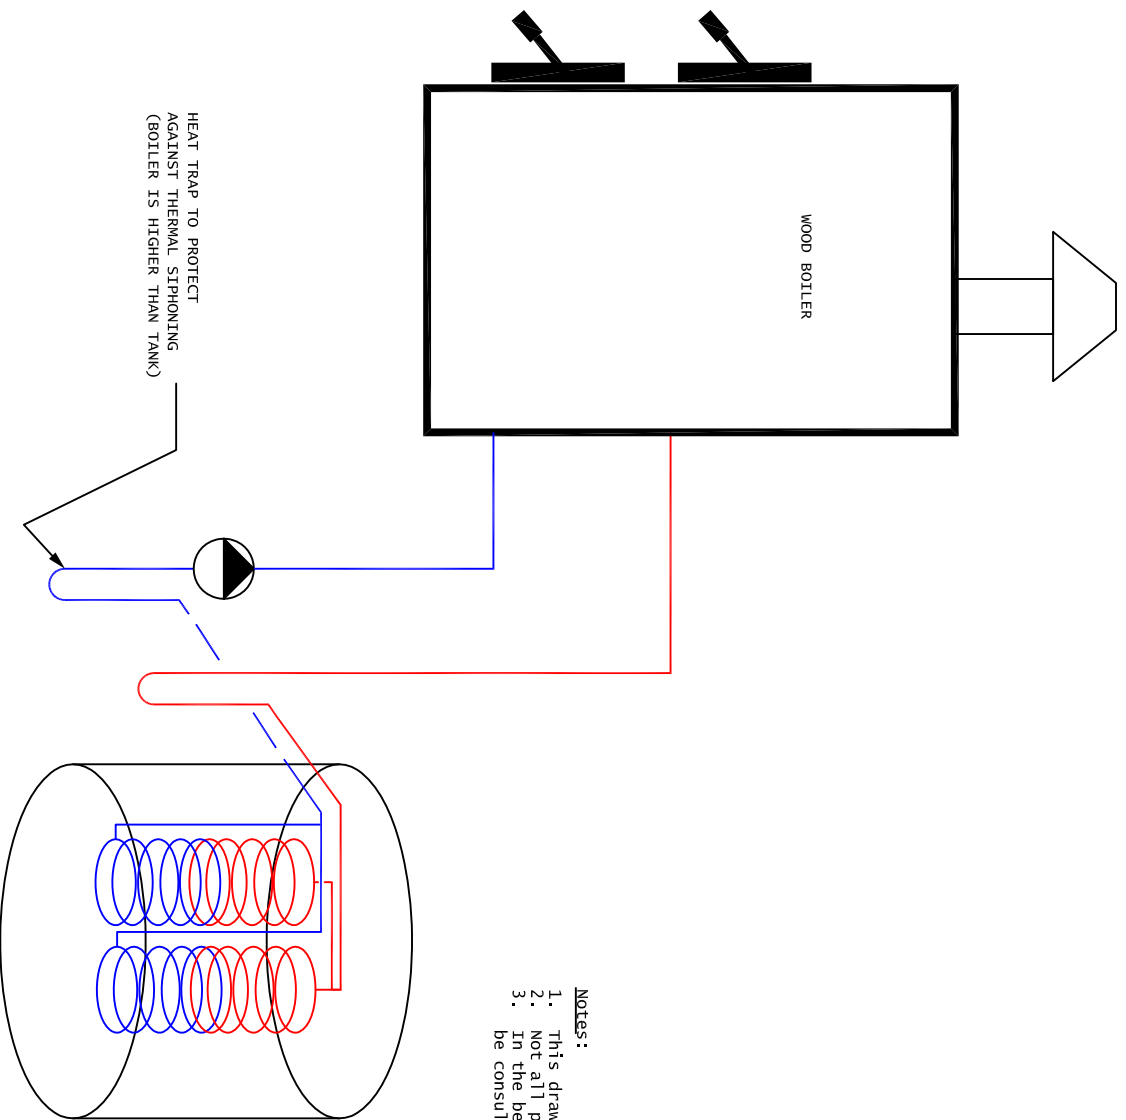 HEAT TRAP TO PROTECT
AGAINST THERMAL SIPHONING
(BOILER IS HIGHER THAN TANK)
WOOD BOILER
Notes:
1. This draw
2. Not all p
3. In the be
be consul